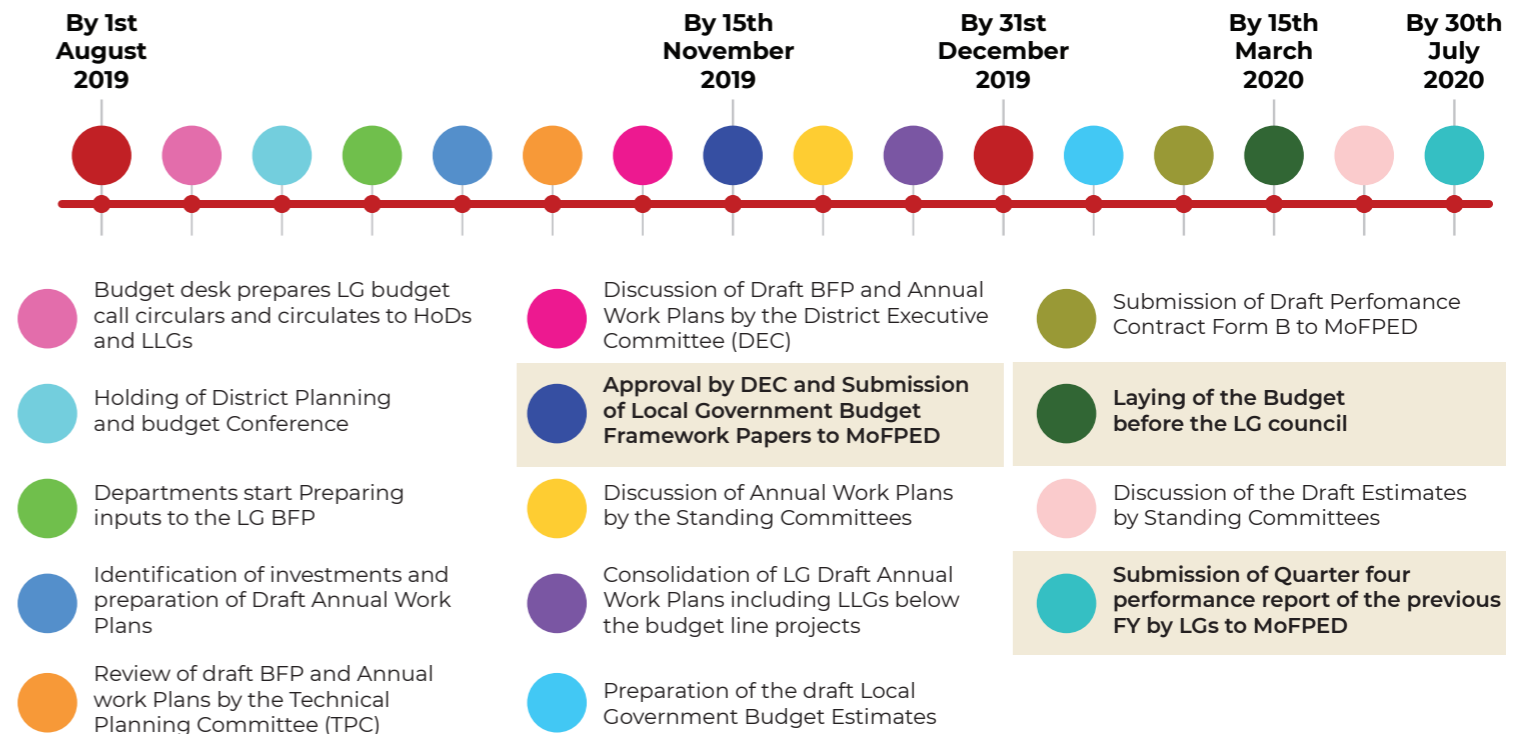 By 1st
August
2019
By 15th
November
2019
By 31st
December
2019
By 15th
March
2020
By 30th
July
2020
Budget desk prepares LG budget
call circulars and circulates to HoDs
and LLGs
Holding of District Planning
and budget Conference
Departments start Preparing
inputs to the LG BFP
Identification of investments and
preparation of Draft Annual Work
Plans
Review of draft BFP and Annual
work Plans by the Technical
Planning Committee (TPC)
Discussion of Draft BFP and Annual
Work Plans by the District Executive
Committee (DEC)
Approval by DEC and Submission
of Local Government Budget
Framework Papers to MoFPED
Discussion of Annual Work Plans
by the Standing Committees
Consolidation of LG Draft Annual
Work Plans including LLGs below
the budget line projects
Preparation of the draft Local
Government Budget Estimates
Submission of Draft Perfomance
Contract Form B to MoFPED
Laying of the Budget
before the LG council
Discussion of the Draft Estimates
by Standing Committees
Submission of Quarter four
performance report of the previous
FY by LGs to MoFPED